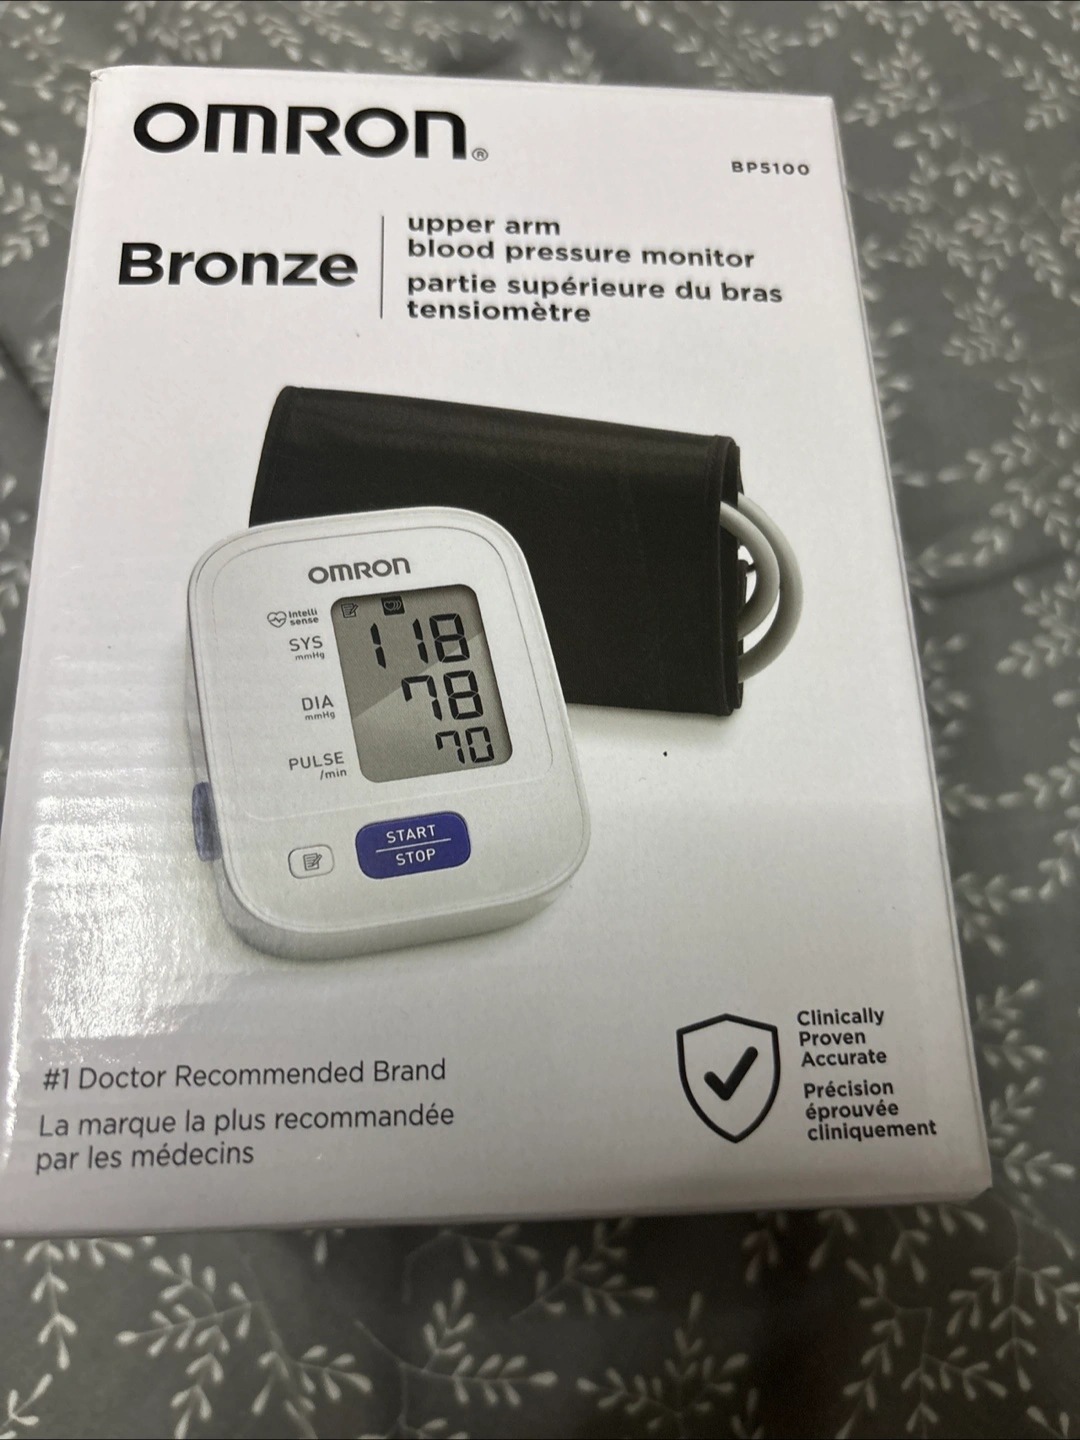 OMRON®
BP5100
Bronze
upper arm
blood pressure monitor
partie supérieure du bras
tensiomètre
OMRON
Intelli
sense
SYS
mmHg
118
DIA
mmHg
78
PULSE
/min
70
START
STOP
#1 Doctor Recommended Brand
La marque la plus recommandée
par les médecins
Clinically
Proven
Accurate
Précision
éprouvée
cliniquement